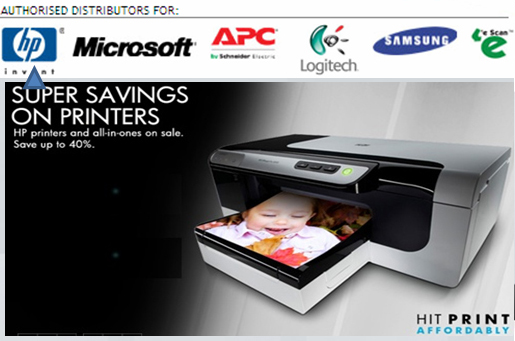 AUTHORISED DISTRIBUTORS FOR:
hp
invent
Microsoft®
APC
by Schneider Electric
Logitech
SAMSUNG
eScan™
e
SUPER SAVINGS
ON PRINTERS
HP printers and all-in-ones on sale.
Save up to 40%.
HIT PRINT
AFFORDABLY